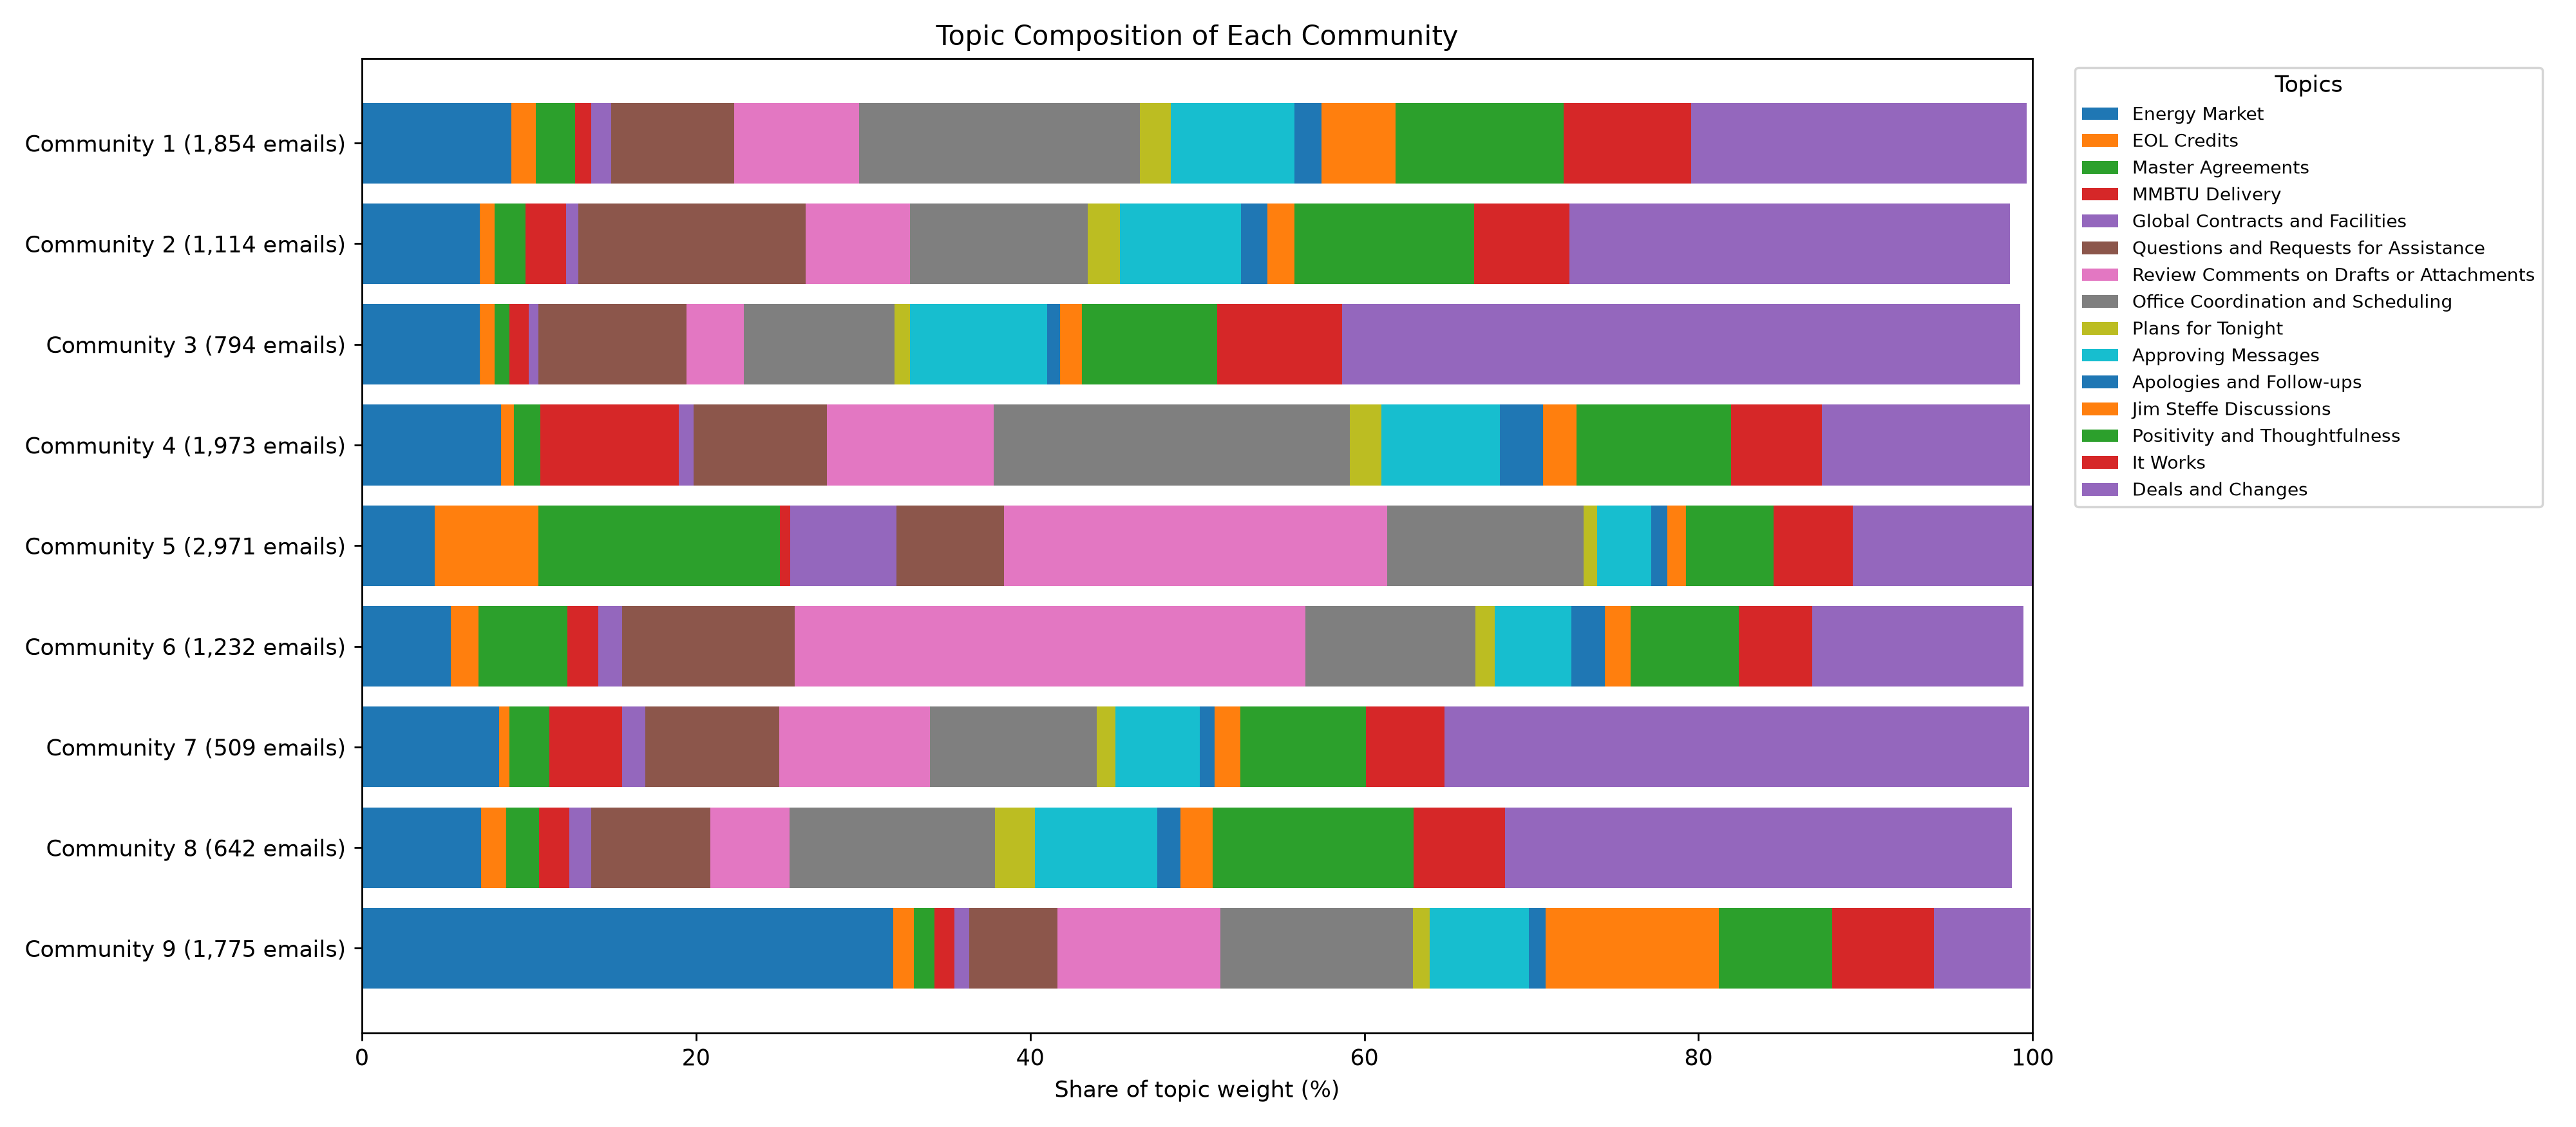 Topic Composition of Each Community
Topics
Energy Market
EOL Credits
Master Agreements
MMBTU Delivery
Global Contracts and Facilities
Questions and Requests for Assistance
Review Comments on Drafts or Attachments
Office Coordination and Scheduling
Plans for Tonight
Approving Messages
Apologies and Follow-ups
Jim Steffe Discussions
Positivity and Thoughtfulness
It Works
Deals and Changes
Community 1 (1,854 emails)
Community 2 (1,114 emails)
Community 3 (794 emails)
Community 4 (1,973 emails)
Community 5 (2,971 emails)
Community 6 (1,232 emails)
Community 7 (509 emails)
Community 8 (642 emails)
Community 9 (1,775 emails)
0 20 40 60 80 100
Share of topic weight (%)